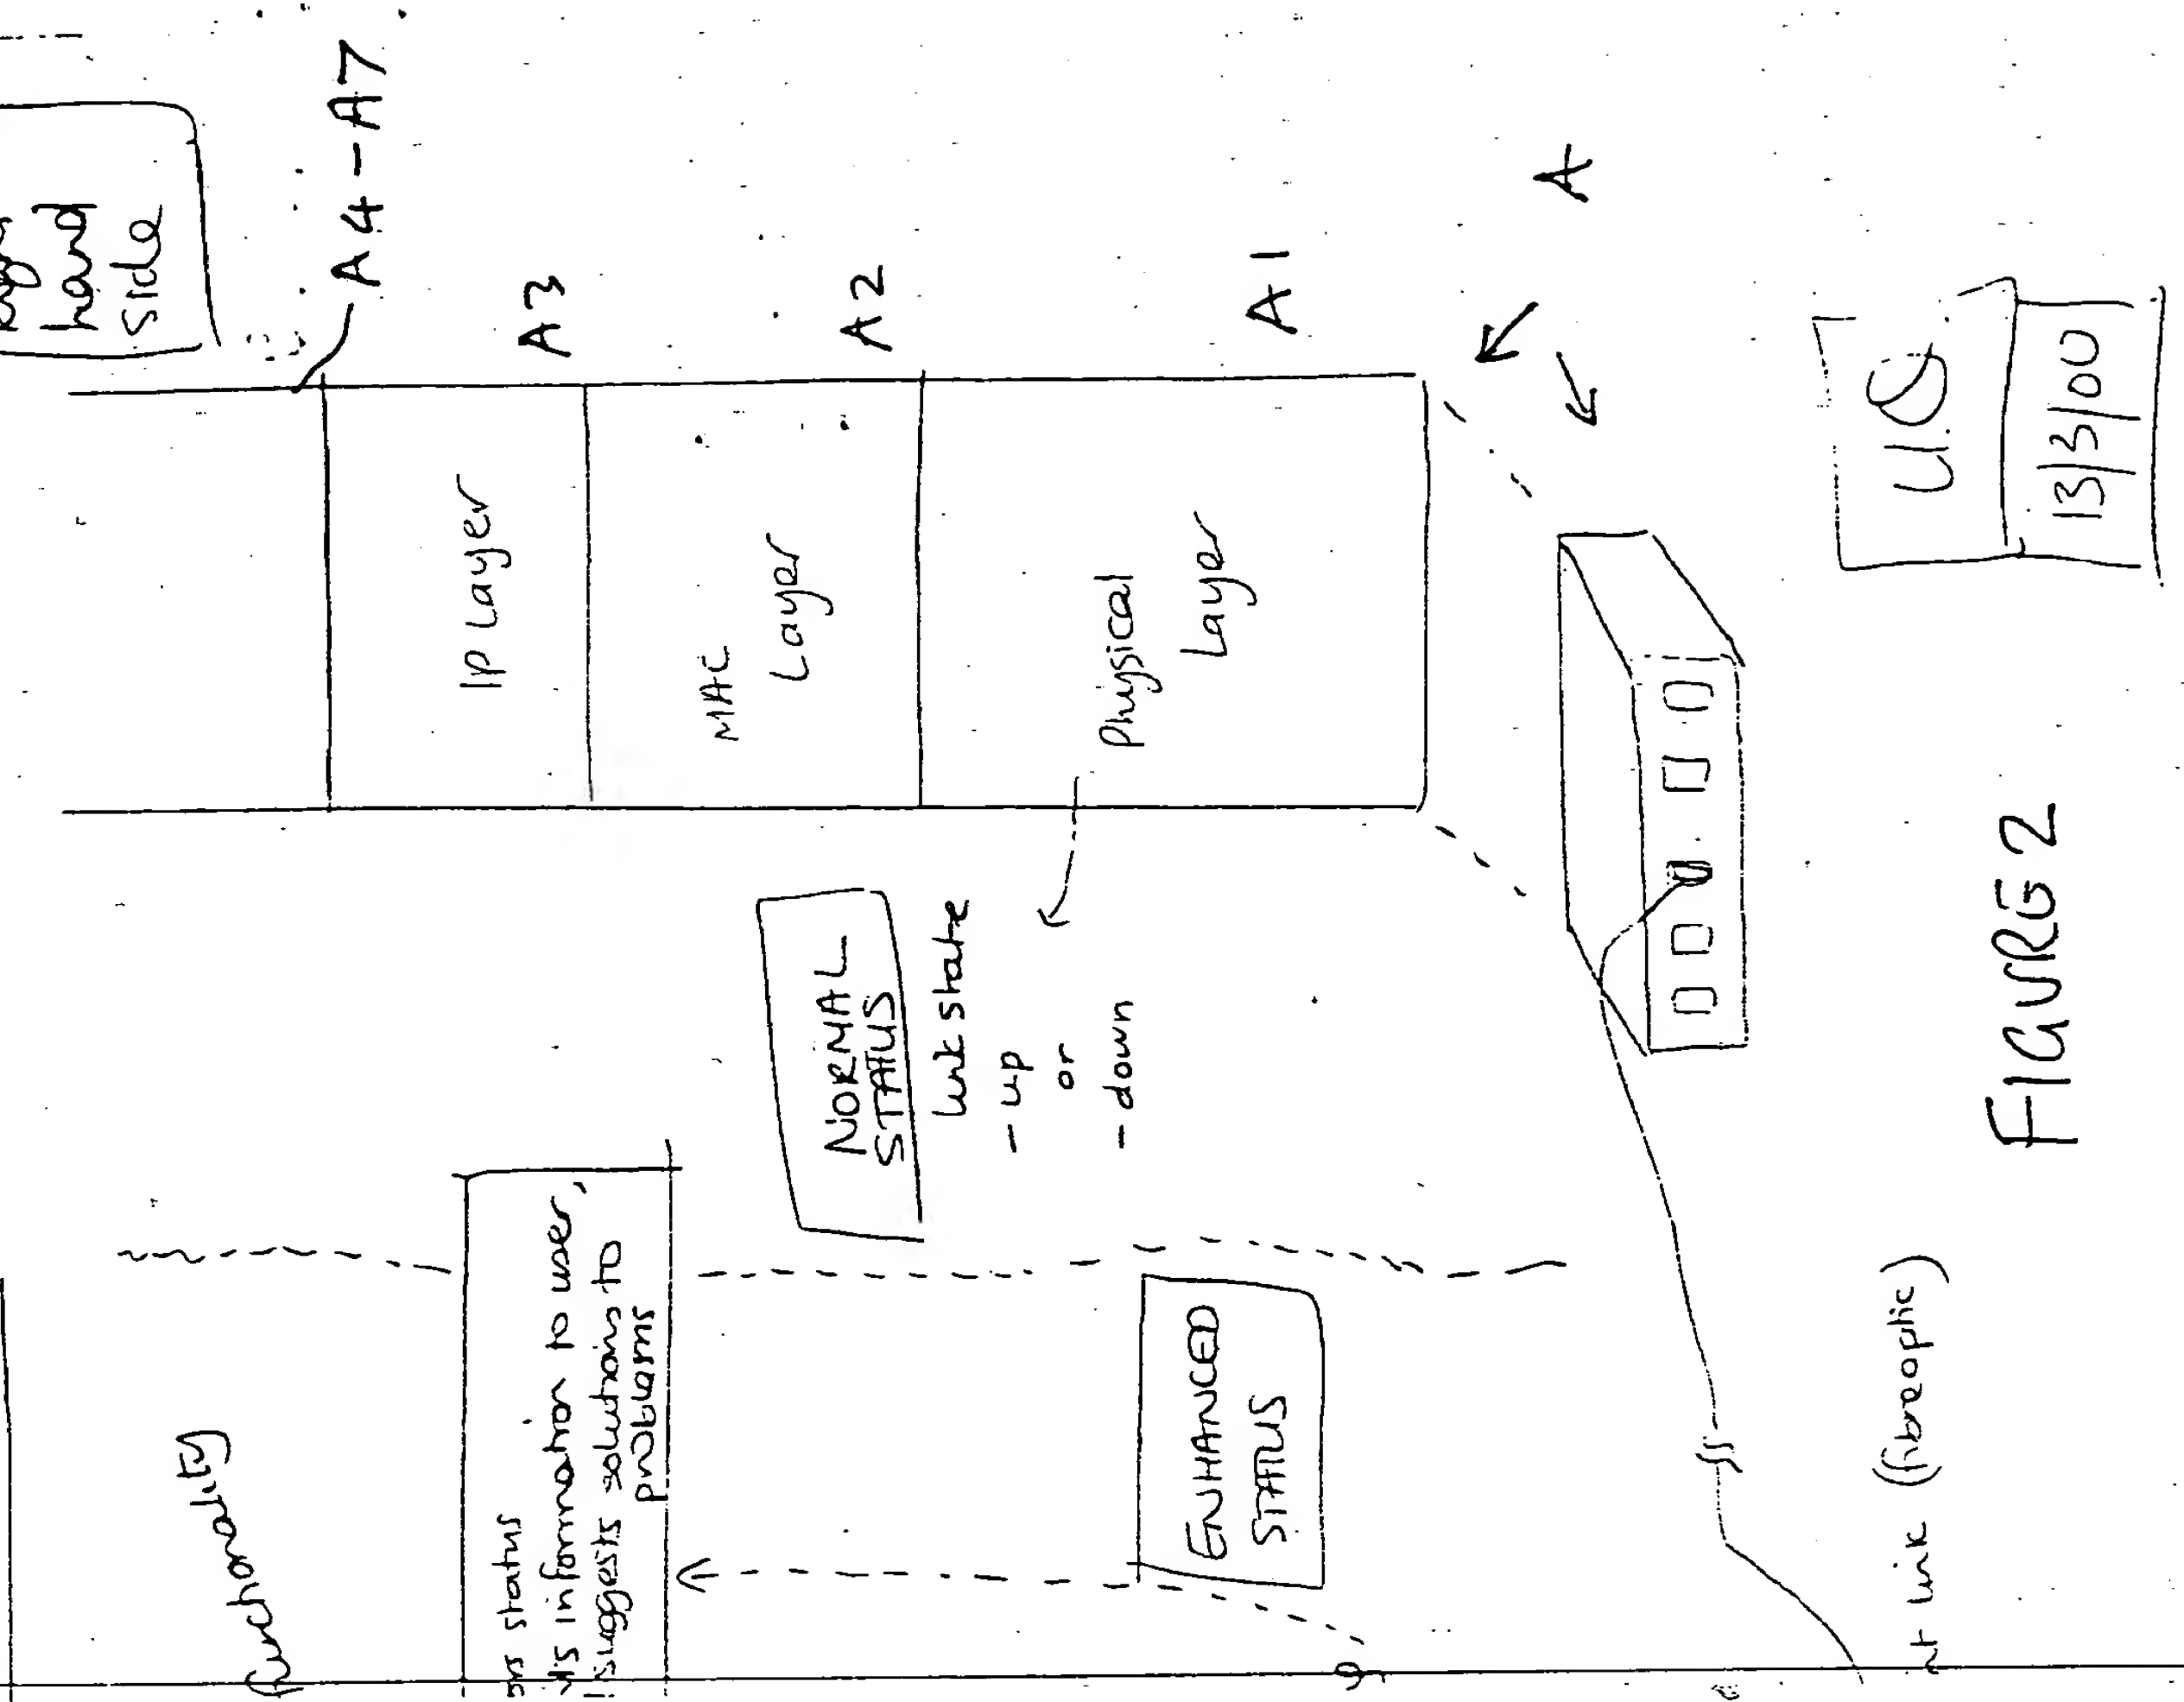 hand
side
A4-A7
IP Layer
A3
MAC
Layer
A2
Physical
Layer
A1
A
NORMAL
STATUS
link state
- up
or
- down
functionality
status
information to user,
suggests solutions to
problems
ENHANCED
STATUS
link (fibreoptic)
FIGURE 2
13/3/00